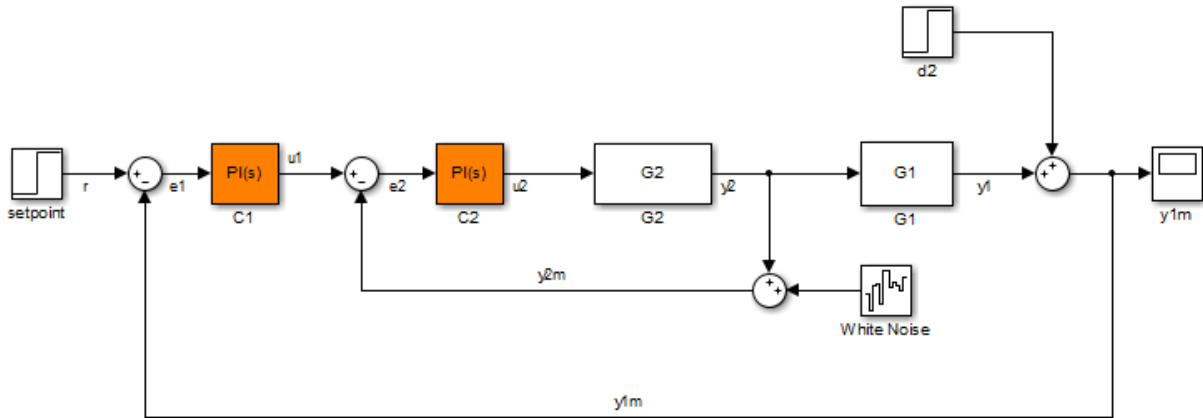 d2
r
setpoint
e1
PI(s)
C1
u1
e2
PI(s)
C2
u2
G2
G2
y2
G1
G1
y1
y1m
y2m
White Noise
y1m